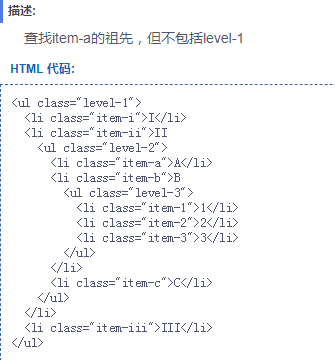 描述:
查找item-a的祖先，但不包括level-1
HTML 代码:
<ul class="level-1">
  <li class="item-i">I</li>
  <li class="item-ii">II
    <ul class="level-2">
      <li class="item-a">A</li>
      <li class="item-b">B
        <ul class="level-3">
          <li class="item-1">1</li>
          <li class="item-2">2</li>
          <li class="item-3">3</li>
        </ul>
      </li>
      <li class="item-c">C</li>
    </ul>
  </li>
  <li class="item-iii">III</li>
</ul>